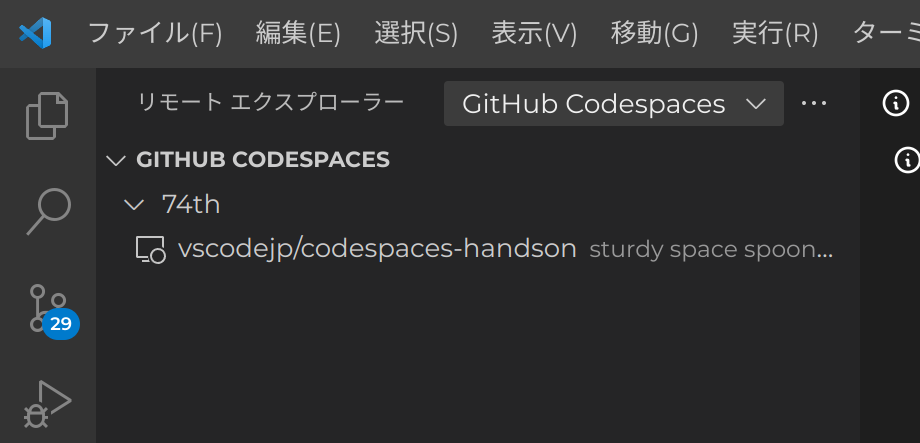 ファイル(F) 編集(E) 選択(S) 表示(V) 移動(G) 実行(R) ターミ
リモート エクスプローラー GitHub Codespaces ...
GITHUB CODESPACES
74th
vscodejp/codespaces-handson sturdy space spoon...
29